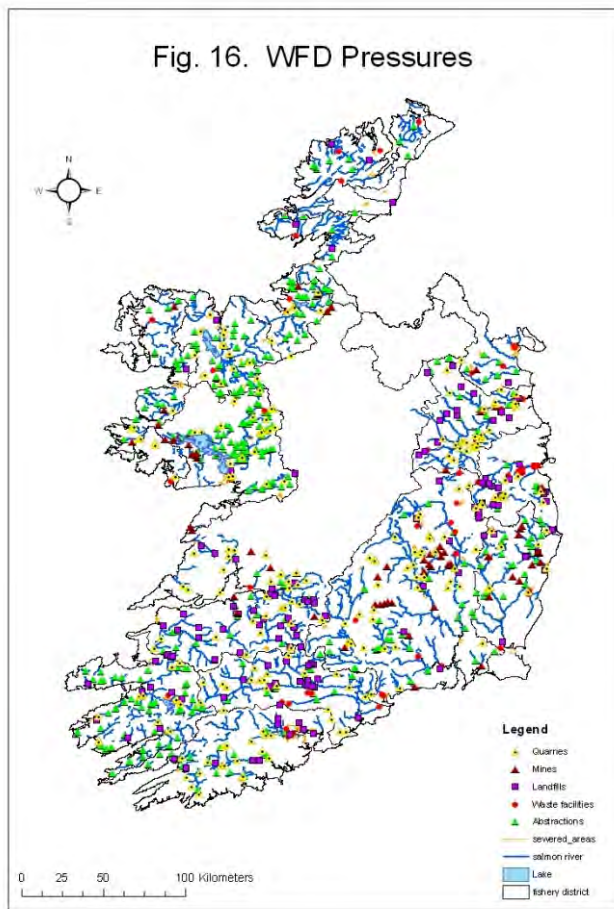 Fig. 16. WFD Pressures
N
W E
S
Legend
Quarries
Mines
Landfills
Waste facilities
Abstractions
sewered_areas
salmon river
Lake
fishery district
0 25 50 100 Kilometers